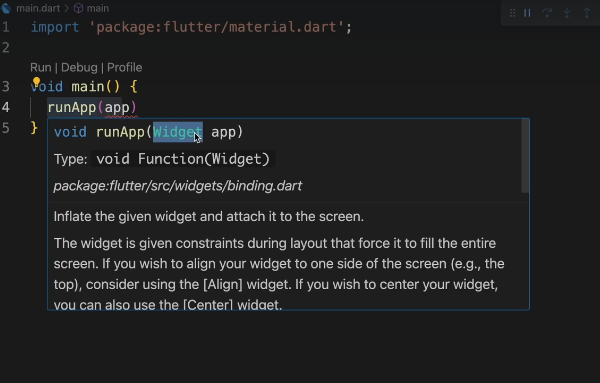 main.dart > main
1 import 'package:flutter/material.dart';
2
Run | Debug | Profile
3 void main() {
4 runApp(app)
5 }
void runApp(Widget app)
Type: void Function(Widget)
package:flutter/src/widgets/binding.dart
Inflate the given widget and attach it to the screen.
The widget is given constraints during layout that force it to fill the entire
screen. If you wish to align your widget to one side of the screen (e.g., the
top), consider using the [Align] widget. If you wish to center your widget,
you can also use the [Center] widget.